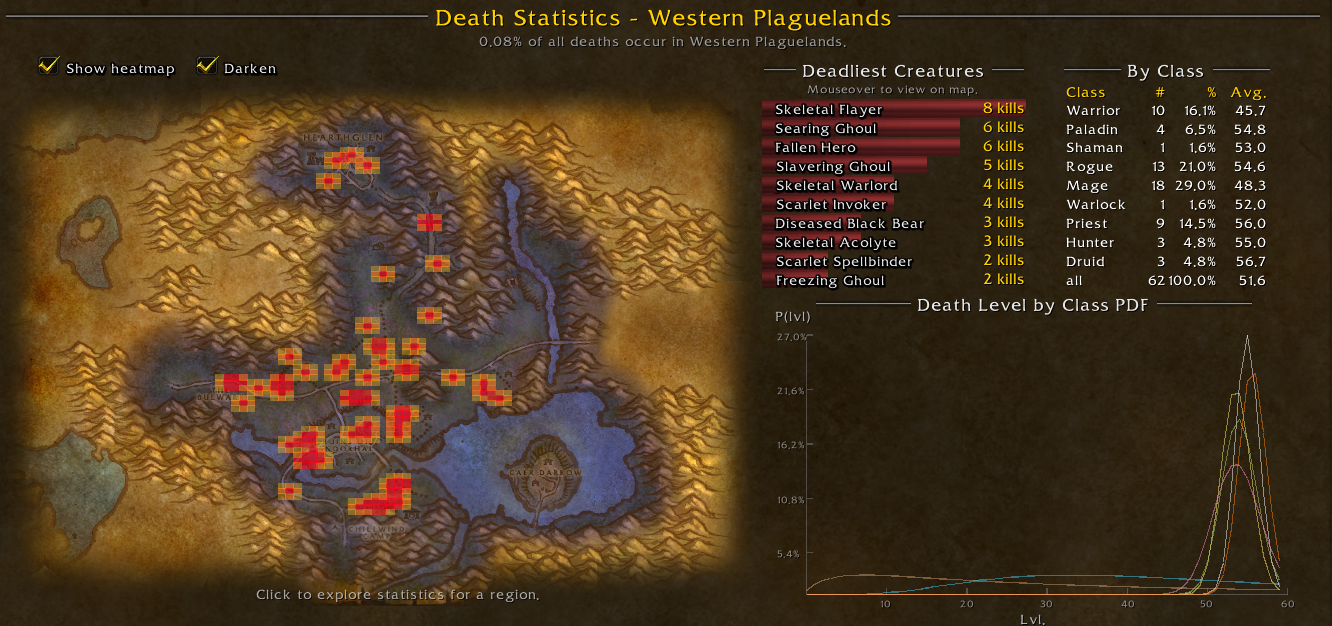 Death Statistics - Western Plaguelands
0.08% of all deaths occur in Western Plaguelands.
Show heatmap Darken
HEARTHGLEN
BULWAR
CAER DARROW
CHILLWIND
Click to explore statistics for a region.
Deadliest Creatures
Mouseover to view on map.
Skeletal Flayer 8 kills
Searing Ghoul 6 kills
Fallen Hero 6 kills
Slavering Ghoul 5 kills
Skeletal Warlord 4 kills
Scarlet Invoker 4 kills
Diseased Black Bear 3 kills
Skeletal Acolyte 3 kills
Scarlet Spellbinder 2 kills
Freezing Ghoul 2 kills
By Class
Class # % Avg.
Warrior 10 16.1% 45.7
Paladin 4 6.5% 54.8
Shaman 1 1.6% 53.0
Rogue 13 21.0% 54.6
Mage 18 29.0% 48.3
Warlock 1 1.6% 52.0
Priest 9 14.5% 56.0
Hunter 3 4.8% 55.0
Druid 3 4.8% 56.7
all 62 100.0% 51.6
Death Level by Class PDF
P(lvl)
27.0%
21.6%
16.2%
10.8%
5.4%
10 20 30 40 50 60
Lvl.